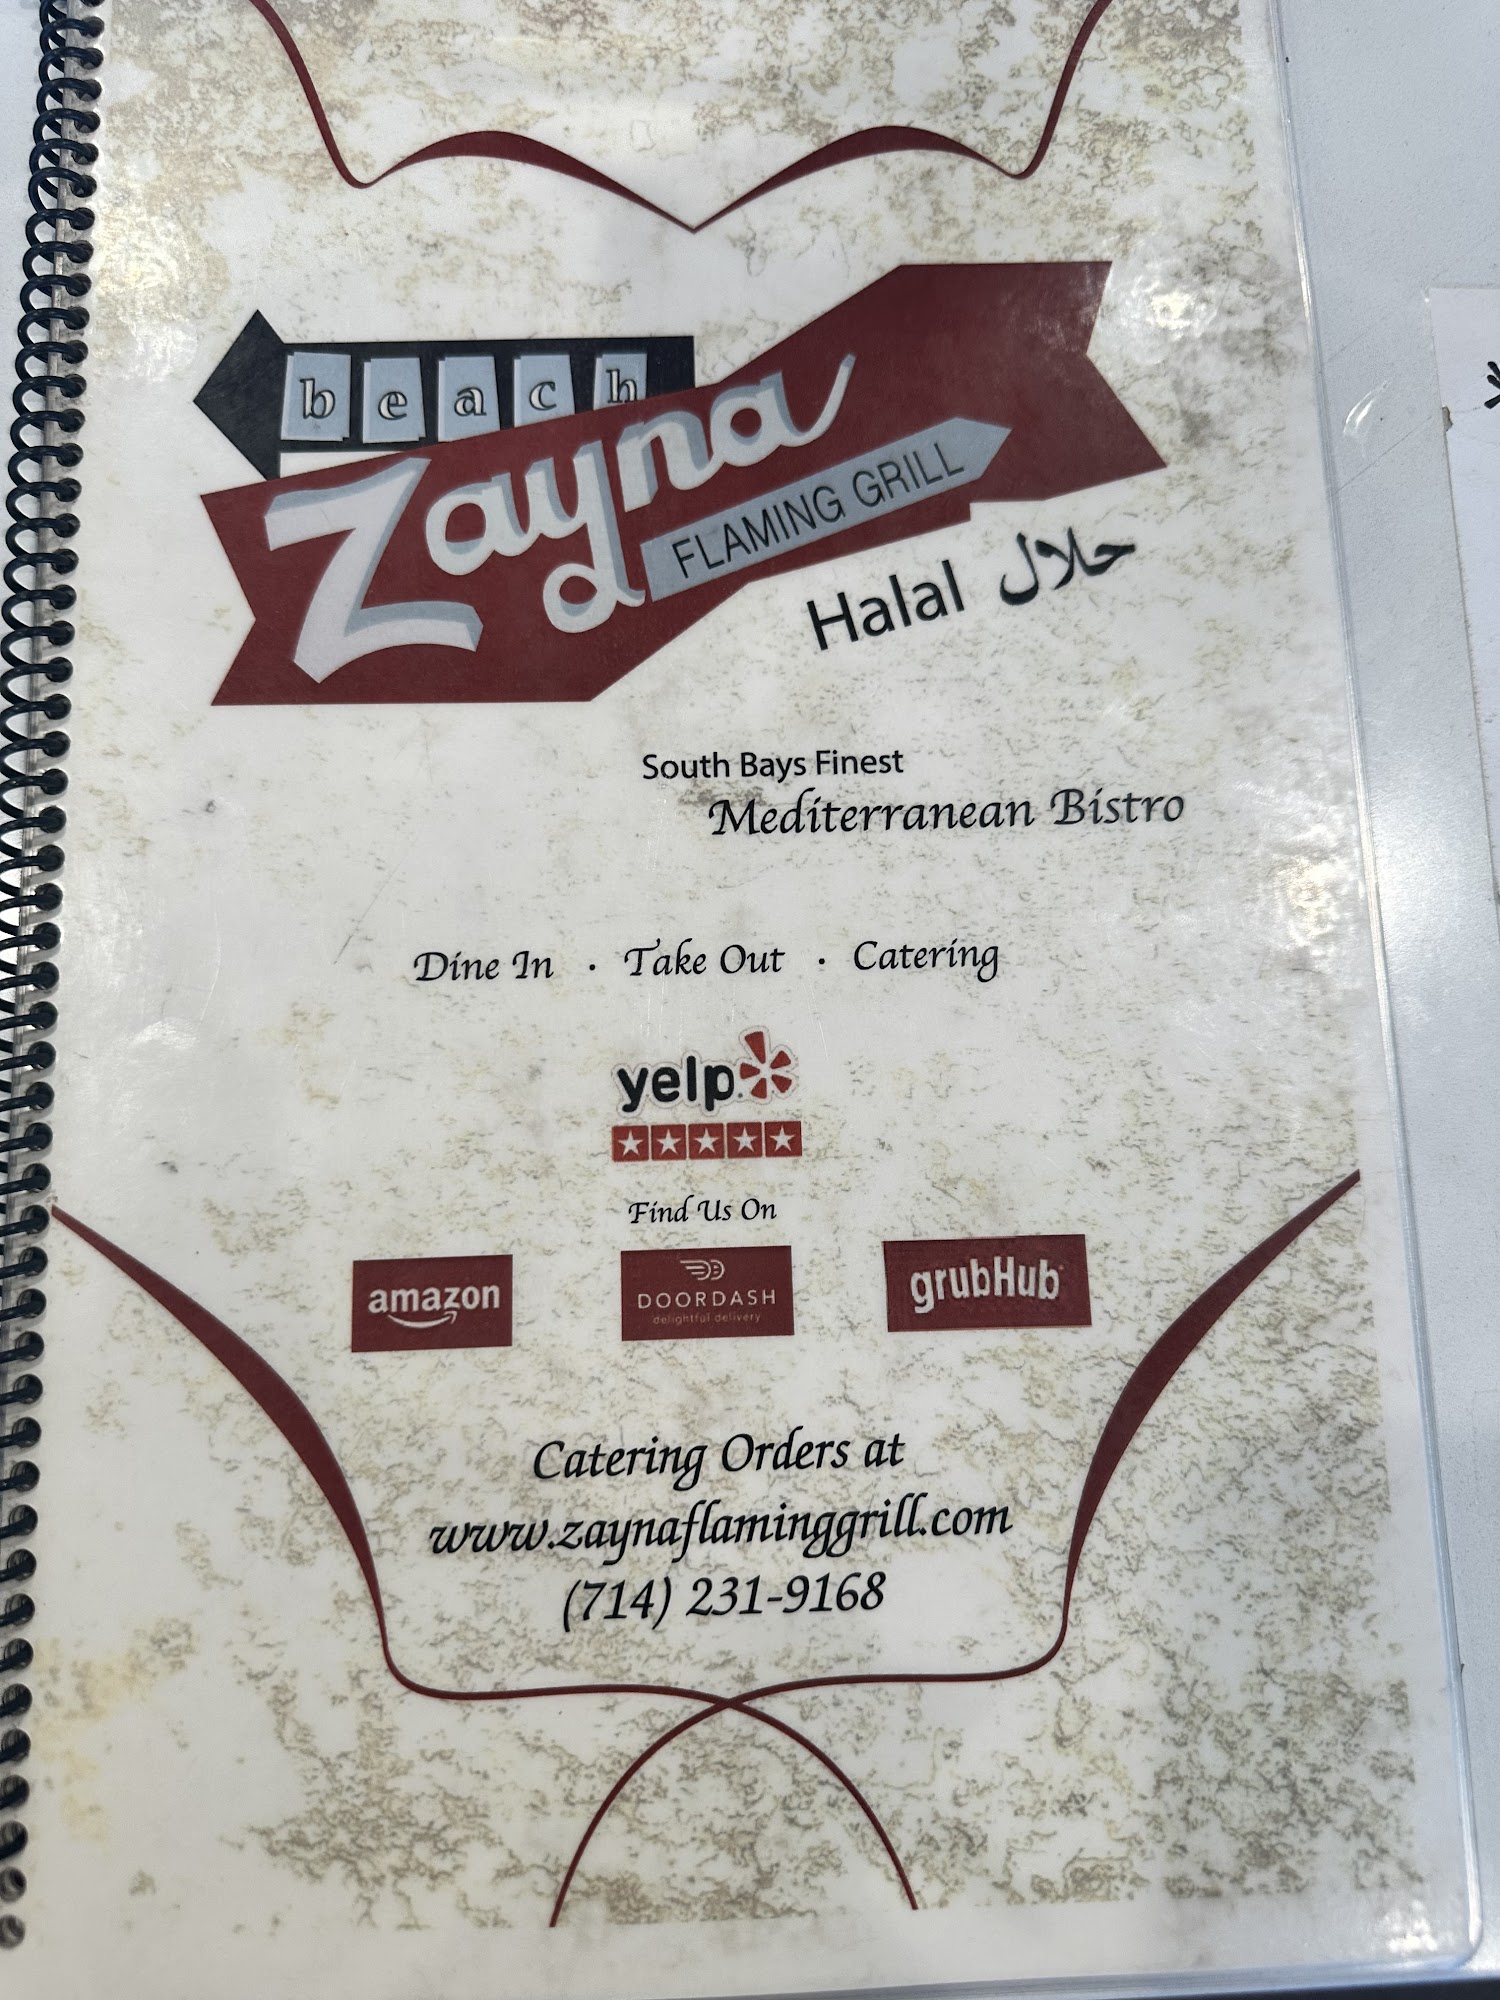 beach
Zayna
FLAMING GRILL
Halal حلال
South Bays Finest
Mediterranean Bistro
Dine In · Take Out · Catering
yelp
Find Us On
amazon
DOORDASH
delightful delivery
grubHub
Catering Orders at
www.zaynaflaminggrill.com
(714) 231-9168